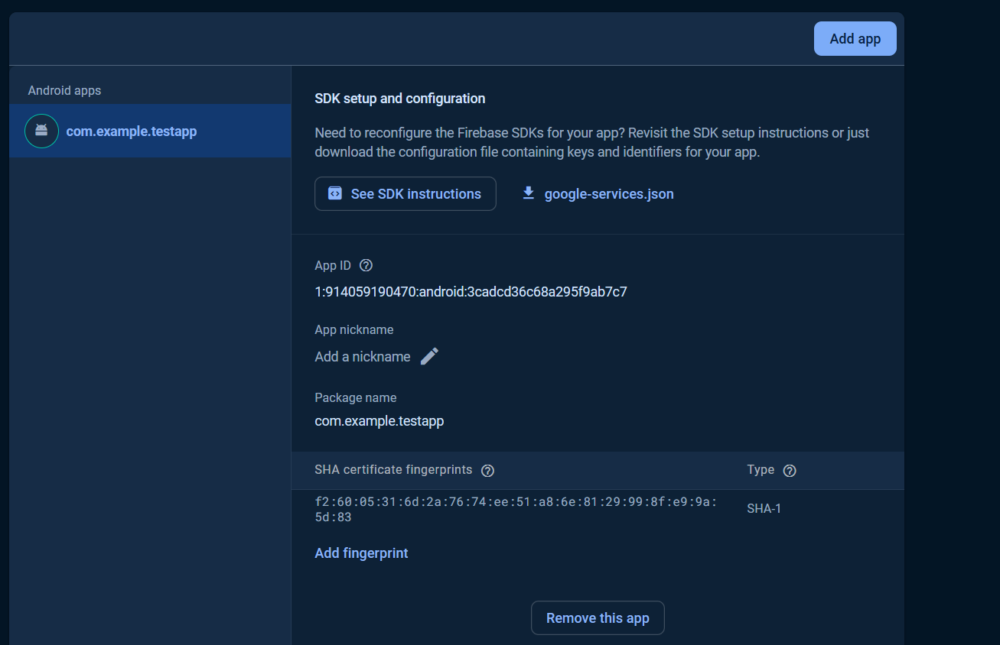 Add app
Android apps
com.example.testapp
SDK setup and configuration
Need to reconfigure the Firebase SDKs for your app? Revisit the SDK setup instructions or just
download the configuration file containing keys and identifiers for your app.
See SDK instructions
google-services.json
App ID
1:914059190470:android:3cadcd36c68a295f9ab7c7
App nickname
Add a nickname
Package name
com.example.testapp
SHA certificate fingerprints
Type
f2:60:05:31:6d:2a:76:74:ee:51:a8:6e:81:29:99:8f:e9:9a:
5d:83
SHA-1
Add fingerprint
Remove this app